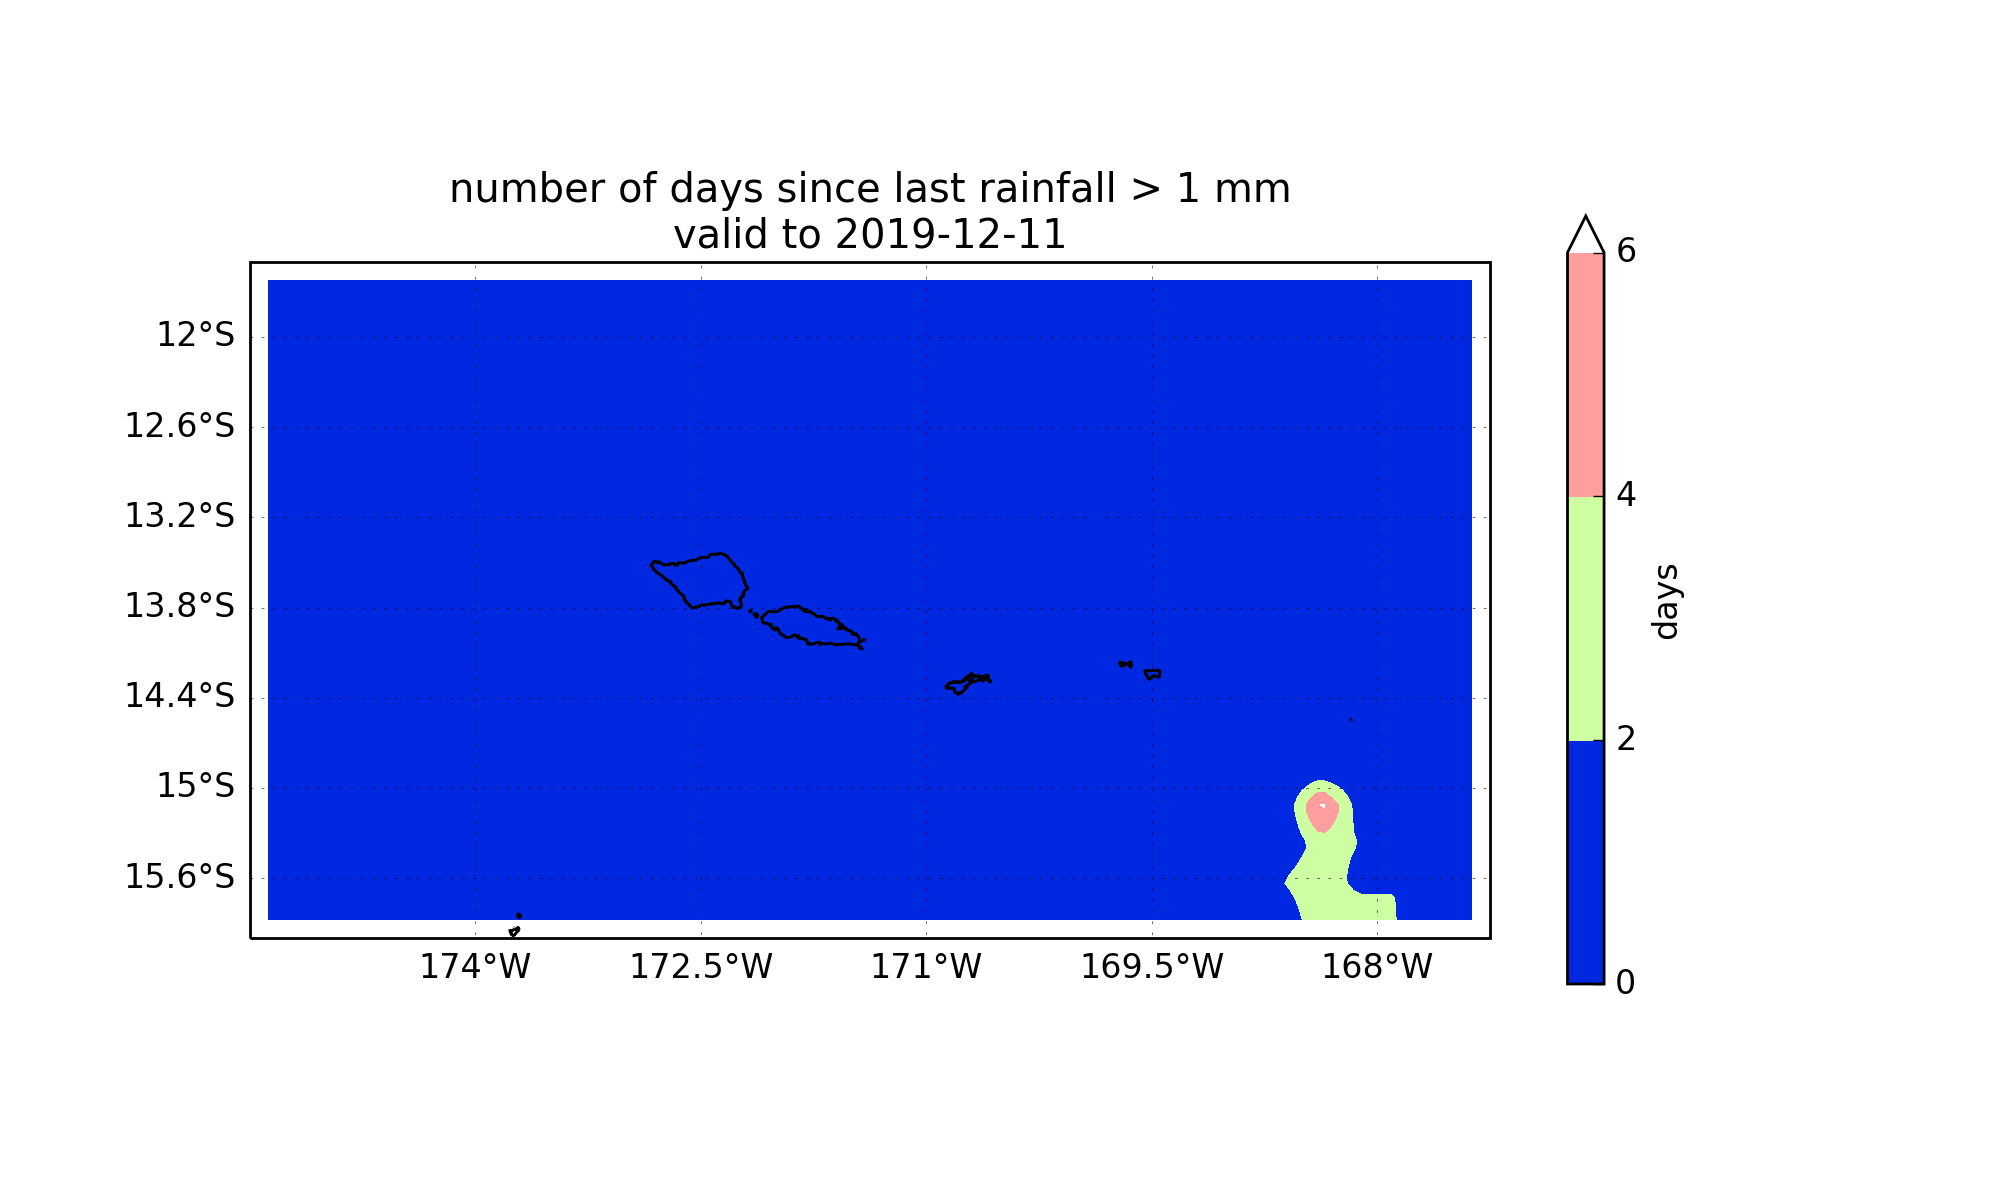 number of days since last rainfall > 1 mm
valid to 2019-12-11
12°S
12.6°S
13.2°S
13.8°S
14.4°S
15°S
15.6°S
174°W 172.5°W 171°W 169.5°W 168°W
6
4
2
0
days